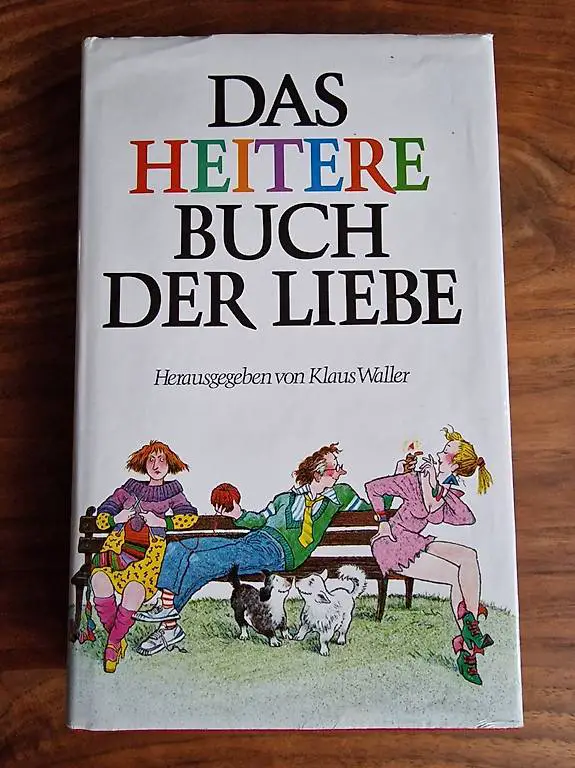 DAS
HEITERE
BUCH
DER LIEBE
Herausgegeben von Klaus Waller